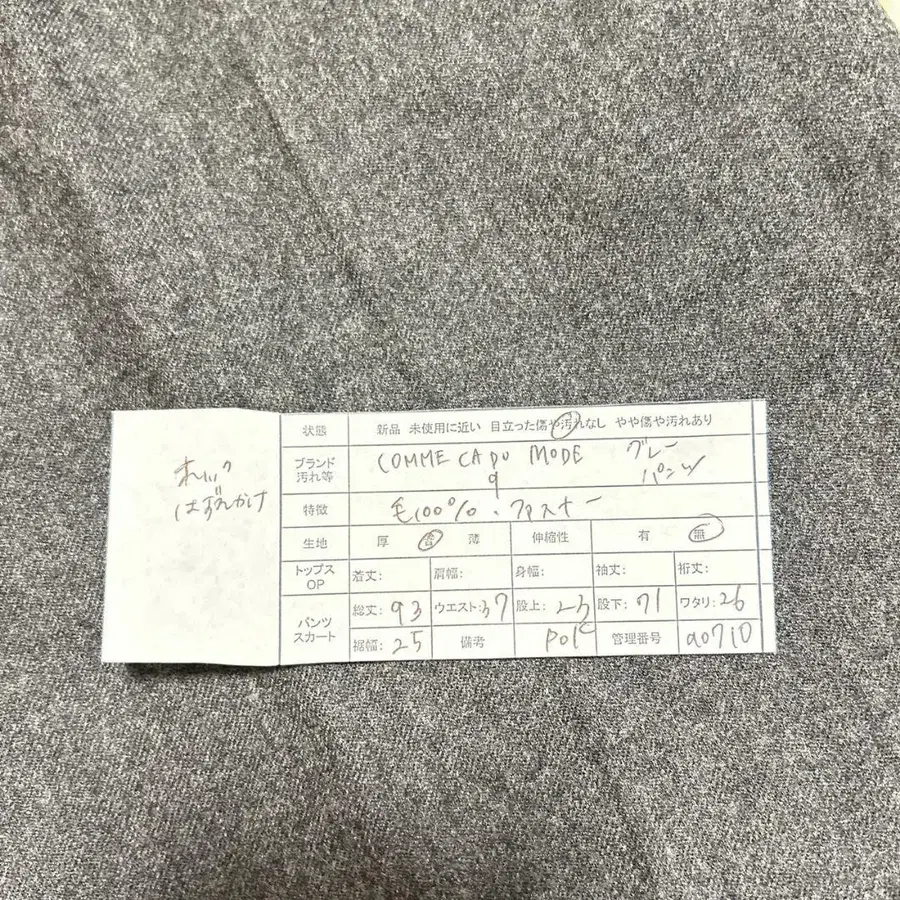 はずれかけ
状態 新品 未使用に近い 目立った傷や汚れなし やや傷や汚れあり
ブランド 汚れ等 COMME CA DU MODE グレー パンツ
9
特徴 毛100%・ファスナー
生地 厚 普 薄 伸縮性 有 無
トップス OP 着丈: 肩幅: 身幅: 袖丈: 裄丈:
パンツ スカート 総丈: 93 ウエスト: 37 股上: 23 股下: 71 ワタリ: 26
裾幅: 25 備考 管理番号 a0710